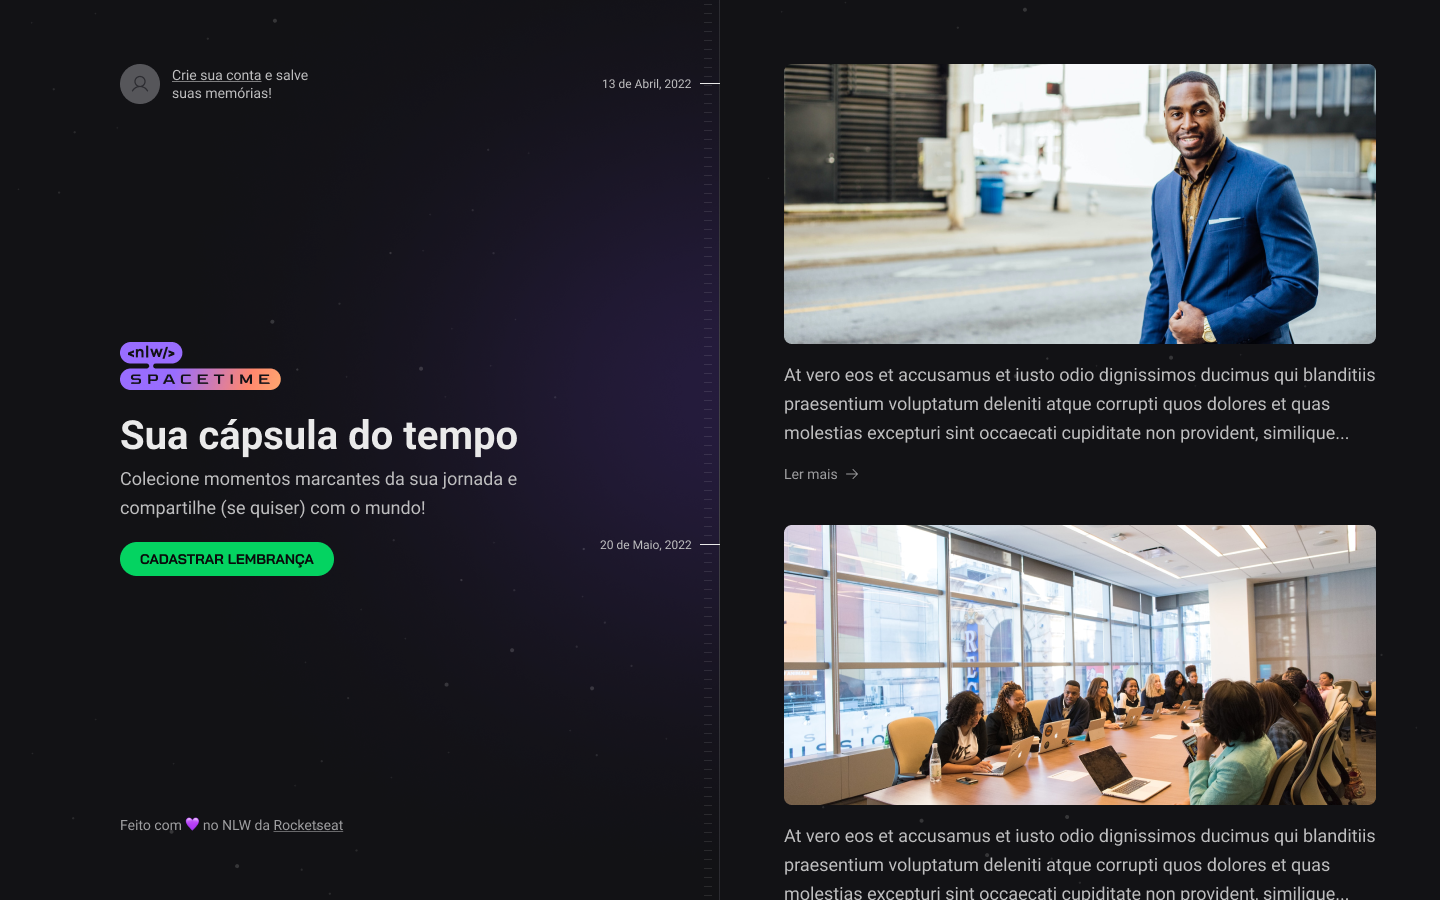 Crie sua conta e salve
suas memórias!
13 de Abril, 2022
<nlw/>
SPACETIME
Sua cápsula do tempo
Colecione momentos marcantes da sua jornada e
compartilhe (se quiser) com o mundo!
CADASTRAR LEMBRANÇA
20 de Maio, 2022
Feito com 💜 no NLW da Rocketseat
At vero eos et accusamus et iusto odio dignissimos ducimus qui blanditiis
praesentium voluptatum deleniti atque corrupti quos dolores et quas
molestias excepturi sint occaecati cupiditate non provident, similique...
Ler mais →
At vero eos et accusamus et iusto odio dignissimos ducimus qui blanditiis
praesentium voluptatum deleniti atque corrupti quos dolores et quas
molestias excepturi sint occaecati cupiditate non provident, similique...